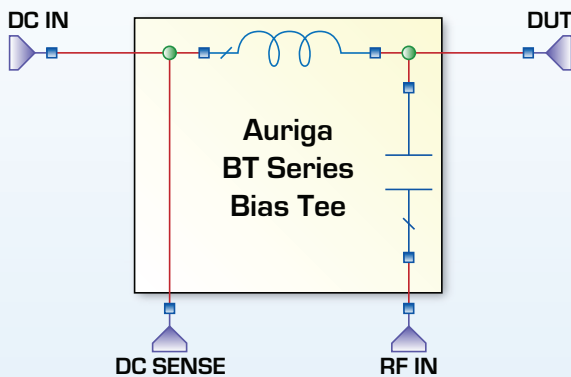 DC IN
DUT
Auriga
BT Series
Bias Tee
DC SENSE
RF IN